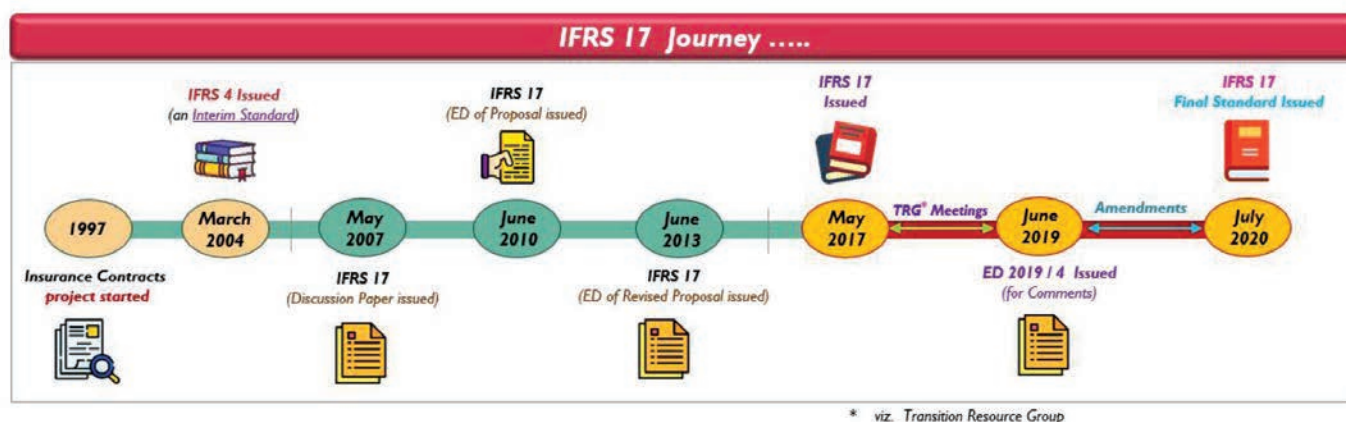 IFRS 17 Journey .....
IFRS 4 Issued
(an Interim Standard)
IFRS 17
(ED of Proposal issued)
IFRS 17
Issued
IFRS 17
Final Standard Issued
1997
March
2004
May
2007
June
2010
June
2013
May
2017
TRG* Meetings
June
2019
Amendments
July
2020
Insurance Contracts
project started
IFRS 17
(Discussion Paper issued)
IFRS 17
(ED of Revised Proposal issued)
ED 2019 / 4 Issued
(for Comments)
* viz. Transition Resource Group